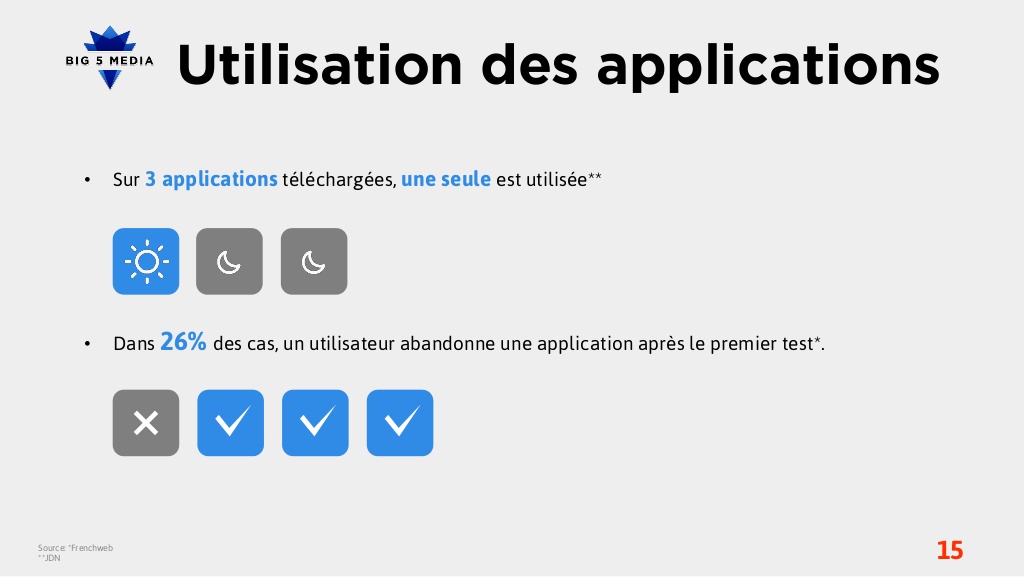 BIG 5 MEDIA
Utilisation des applications
• Sur 3 applications téléchargées, une seule est utilisée**
• Dans 26% des cas, un utilisateur abandonne une application après le premier test*.
Source: *Frenchweb
**JDN
15